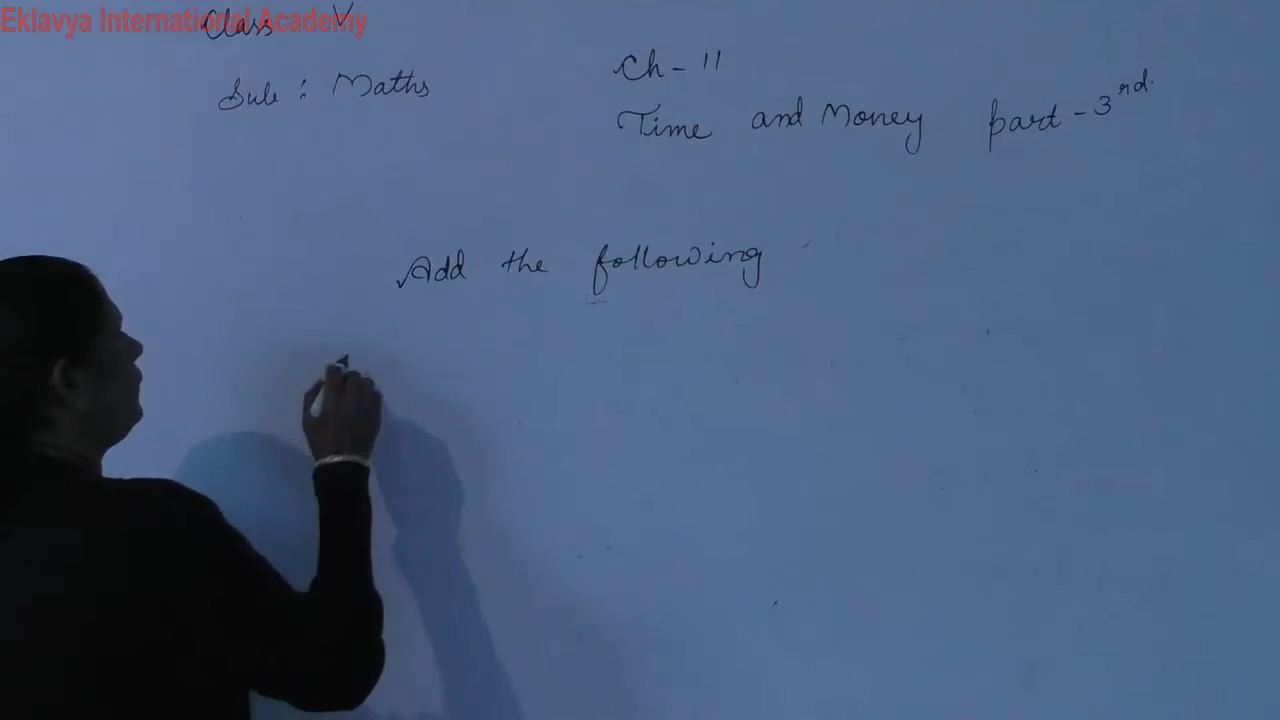 Eklavya International Academy
Class V
Sub : Maths
Ch - 11
Time and Money part - 3rd.
Add the following